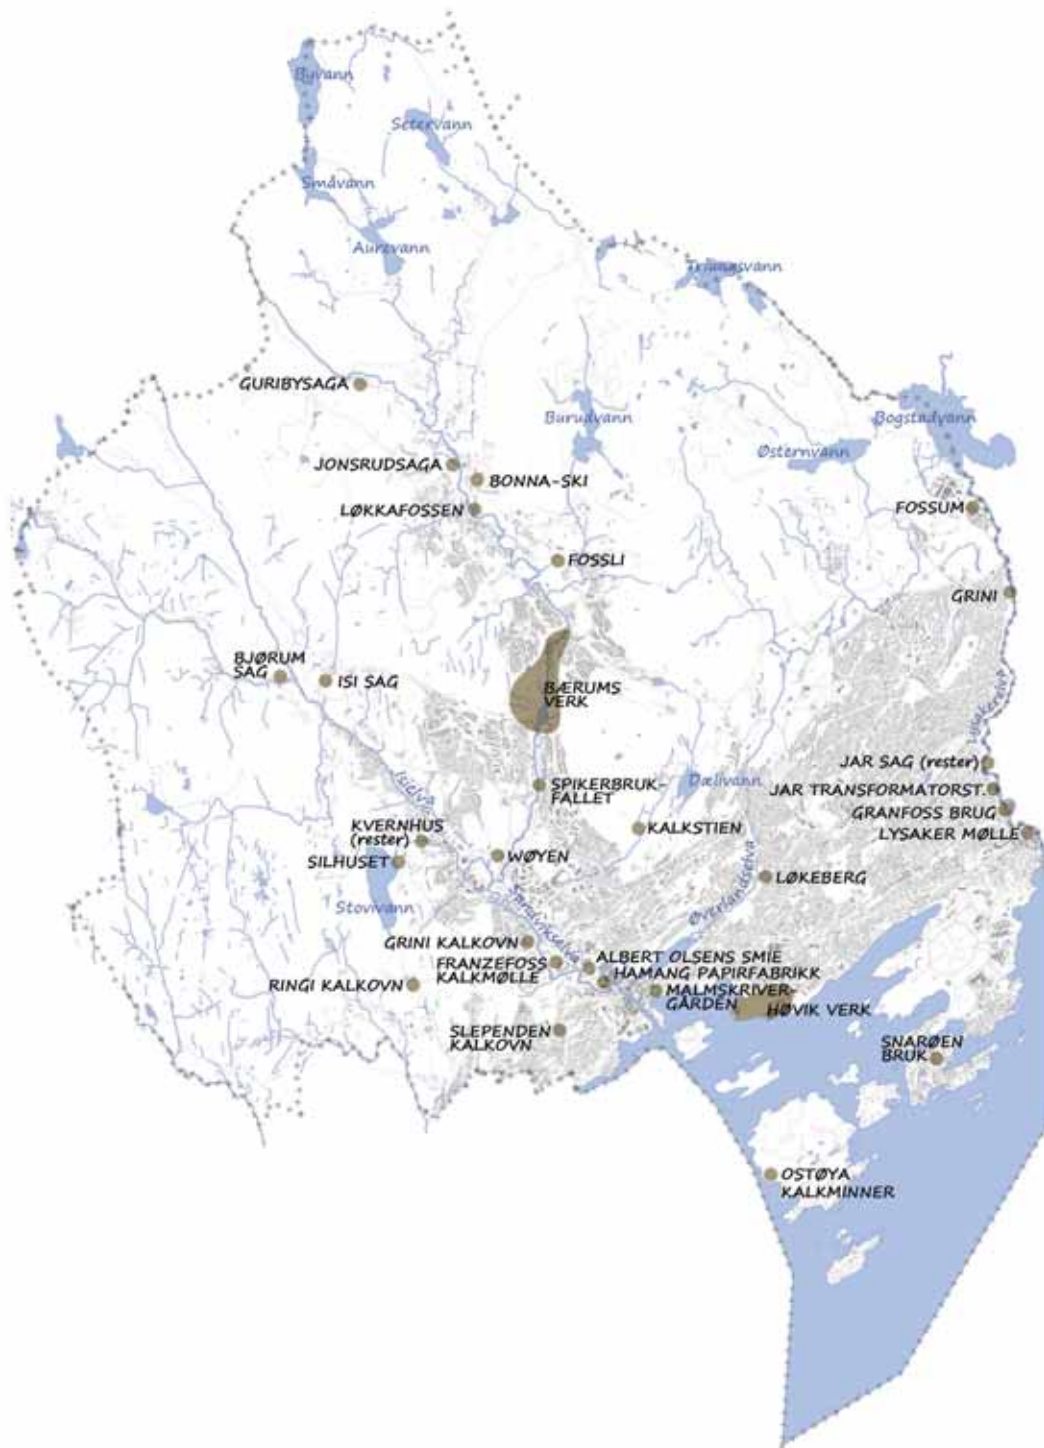 Byvann
Setervann
Småvann
Aurevann
Triungsvann
GURIBYSAGA
Burudvann
Bogstadvann
Østernvann
JONSRUDSAGA
BONNA-SKI
LØKKAFOSSEN
FOSSUM
FOSSLI
GRINI
BJØRUM
SAG
ISI SAG
BÆRUMS
VERK
Lysakerelva
JAR SAG (rester)
Isielva
Dælivann
SPIKERBRUK-
FALLET
JAR TRANSFORMATORST.
GRANFOSS BRUG
KVERNHUS
(rester)
KALKSTIEN
LYSAKER MØLLE
SILHUSET
WØYEN
LØKEBERG
Øverlandselva
Stovivann
Sandvikselva
GRINI KALKOVN
FRANZEFOSS
KALKMØLLE
ALBERT OLSENS SMIE
HAMANG PAPIRFABRIKK
RINGI KALKOVN
MALMSKRIVER-
GÅRDEN
HØVIK VERK
SLEPENDEN
KALKOVN
SNARØEN
BRUK
OSTØYA
KALKMINNER